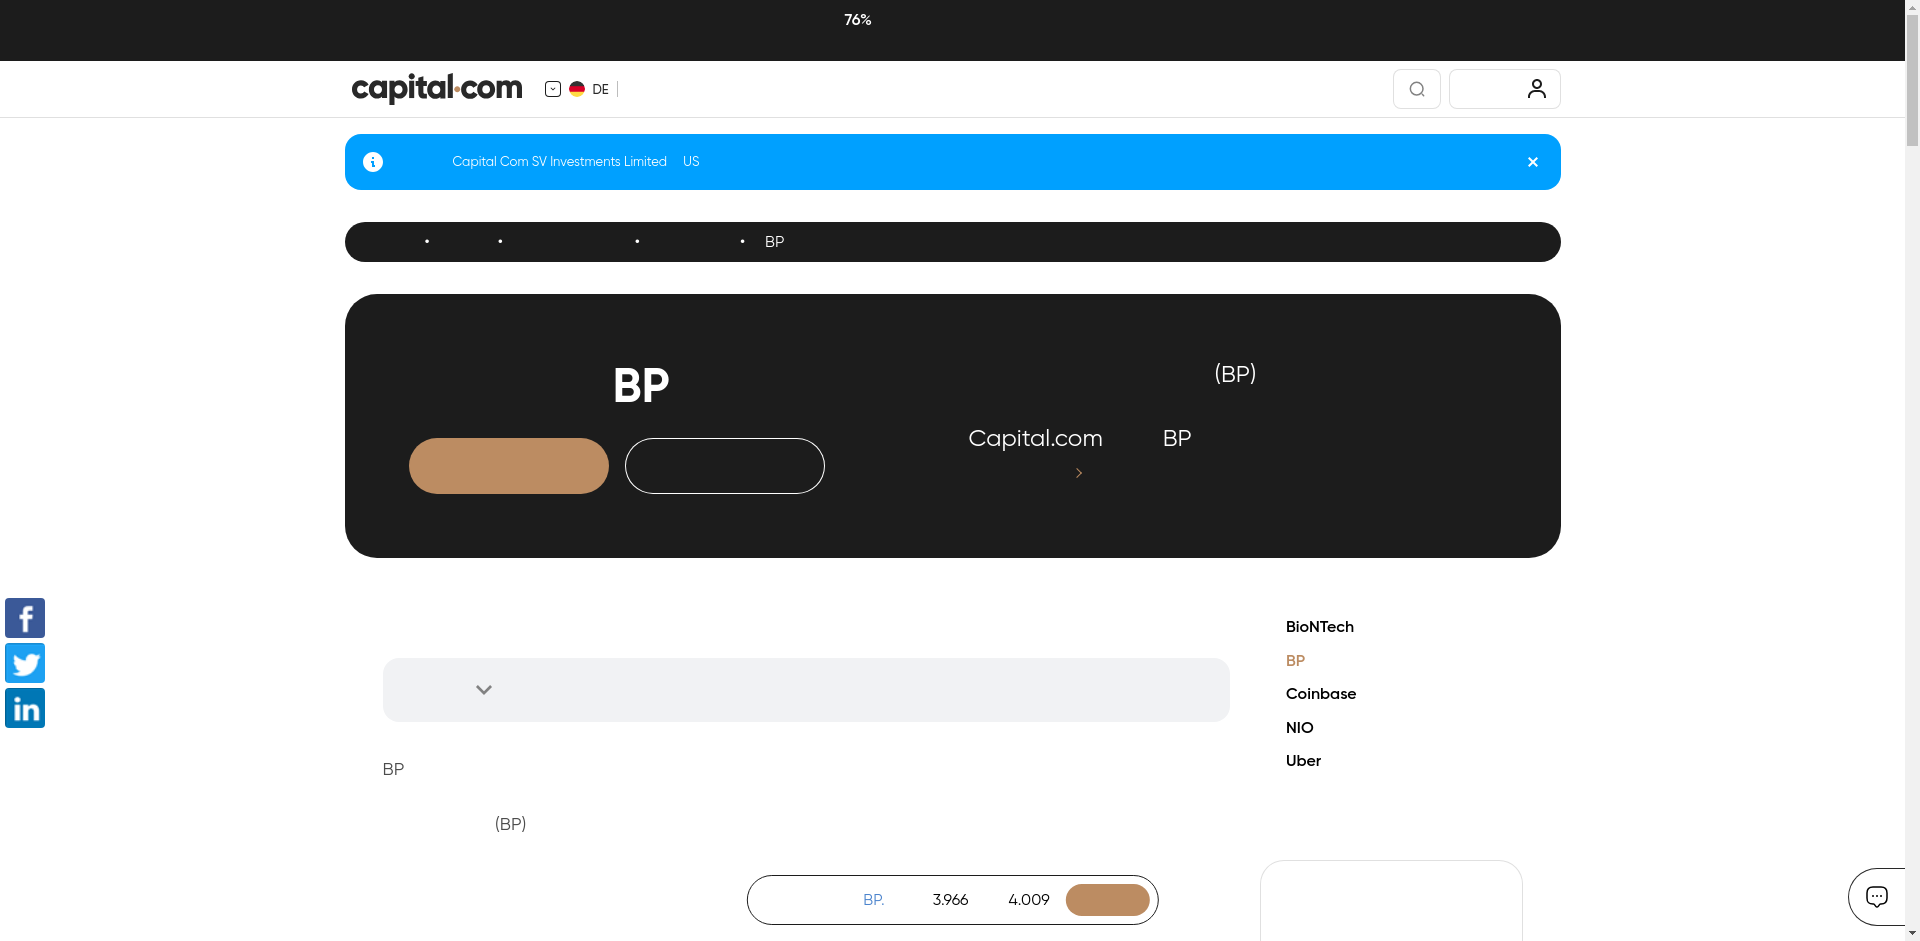 76%
capital.com
DE
Capital Com SV Investments Limited US
BP
BP
(BP)
Capital.com BP
BioNTech
BP
Coinbase
NIO
Uber
BP
(BP)
BP. 3.966 4.009